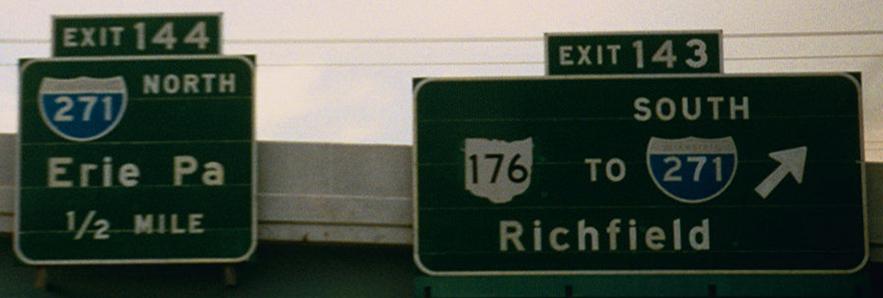 EXIT 144
271 NORTH
Erie Pa
1/2 MILE
EXIT 143
SOUTH
176 TO 271
Richfield